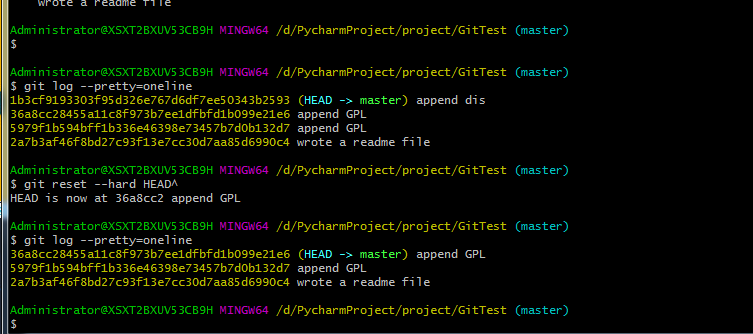 wrote a readme file
Administrator@XSXT2BXUV53CB9H MINGW64 /d/PycharmProject/project/GitTest (master)
$
Administrator@XSXT2BXUV53CB9H MINGW64 /d/PycharmProject/project/GitTest (master)
$ git log --pretty=oneline
1b3cf9193303f95d326e767d6df7ee50343b2593 (HEAD -> master) append dis
36a8cc28455a11c8f973b7ee1dfbfd1b099e21e6 append GPL
5979f1b594bff1b336e46398e73457b7d0b132d7 append GPL
2a7b3af46f8bd27c93f13e7cc30d7aa85d6990c4 wrote a readme file
Administrator@XSXT2BXUV53CB9H MINGW64 /d/PycharmProject/project/GitTest (master)
$ git reset --hard HEAD^
HEAD is now at 36a8cc2 append GPL
Administrator@XSXT2BXUV53CB9H MINGW64 /d/PycharmProject/project/GitTest (master)
$ git log --pretty=oneline
36a8cc28455a11c8f973b7ee1dfbfd1b099e21e6 (HEAD -> master) append GPL
5979f1b594bff1b336e46398e73457b7d0b132d7 append GPL
2a7b3af46f8bd27c93f13e7cc30d7aa85d6990c4 wrote a readme file
Administrator@XSXT2BXUV53CB9H MINGW64 /d/PycharmProject/project/GitTest (master)
$